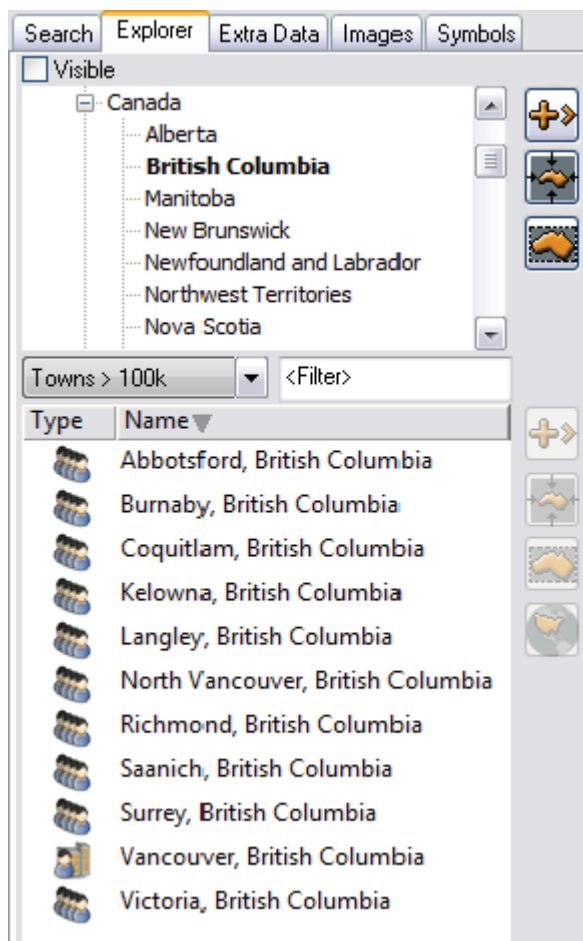 Search Explorer Extra Data Images Symbols
Visible
Canada
Alberta
British Columbia
Manitoba
New Brunswick
Newfoundland and Labrador
Northwest Territories
Nova Scotia
Towns > 100k <Filter>
Type Name
Abbotsford, British Columbia
Burnaby, British Columbia
Coquitlam, British Columbia
Kelowna, British Columbia
Langley, British Columbia
North Vancouver, British Columbia
Richmond, British Columbia
Saanich, British Columbia
Surrey, British Columbia
Vancouver, British Columbia
Victoria, British Columbia